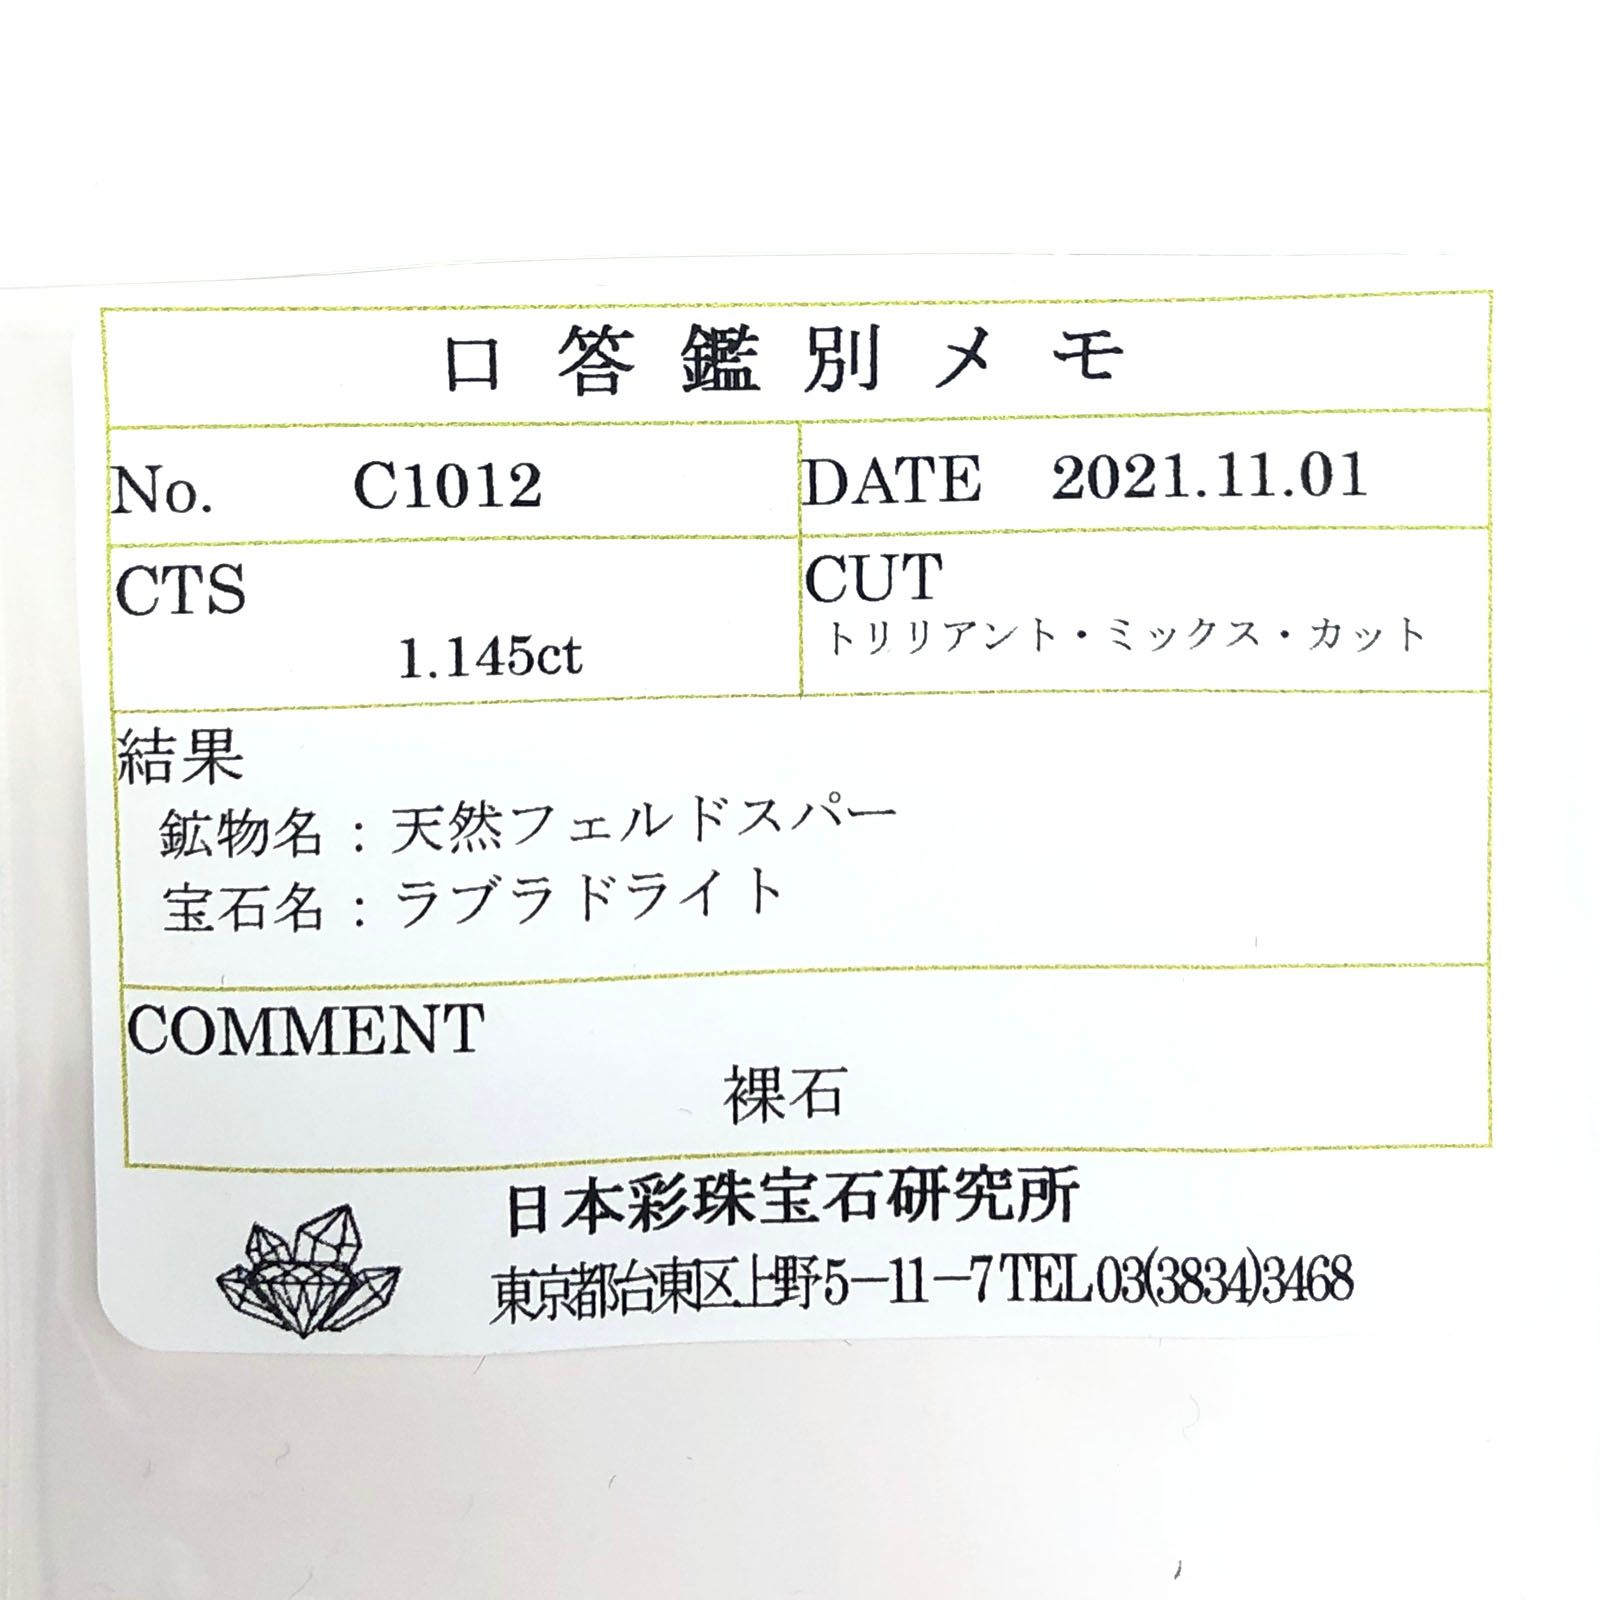 口答鑑別メモ
No. C1012 DATE 2021.11.01
CTS CUT
1.145ct トリリアント・ミックス・カット
結果
鉱物名：天然フェルドスパー
宝石名：ラブラドライト
COMMENT
裸石
日本彩珠宝石研究所
東京都台東区上野5－11－7 TEL 03(3834)3468